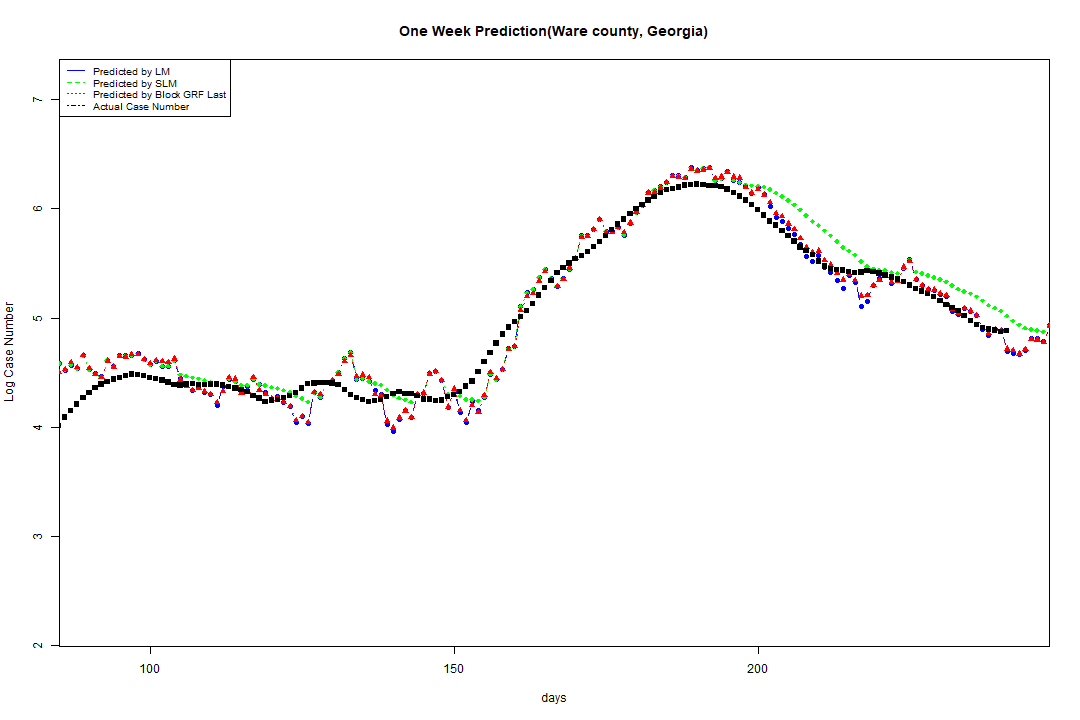 One Week Prediction(Ware county, Georgia)
Predicted by LM
Predicted by SLM
Predicted by Block GRF Last
Actual Case Number
7
6
5
4
3
2
Log Case Number
100 150 200
days